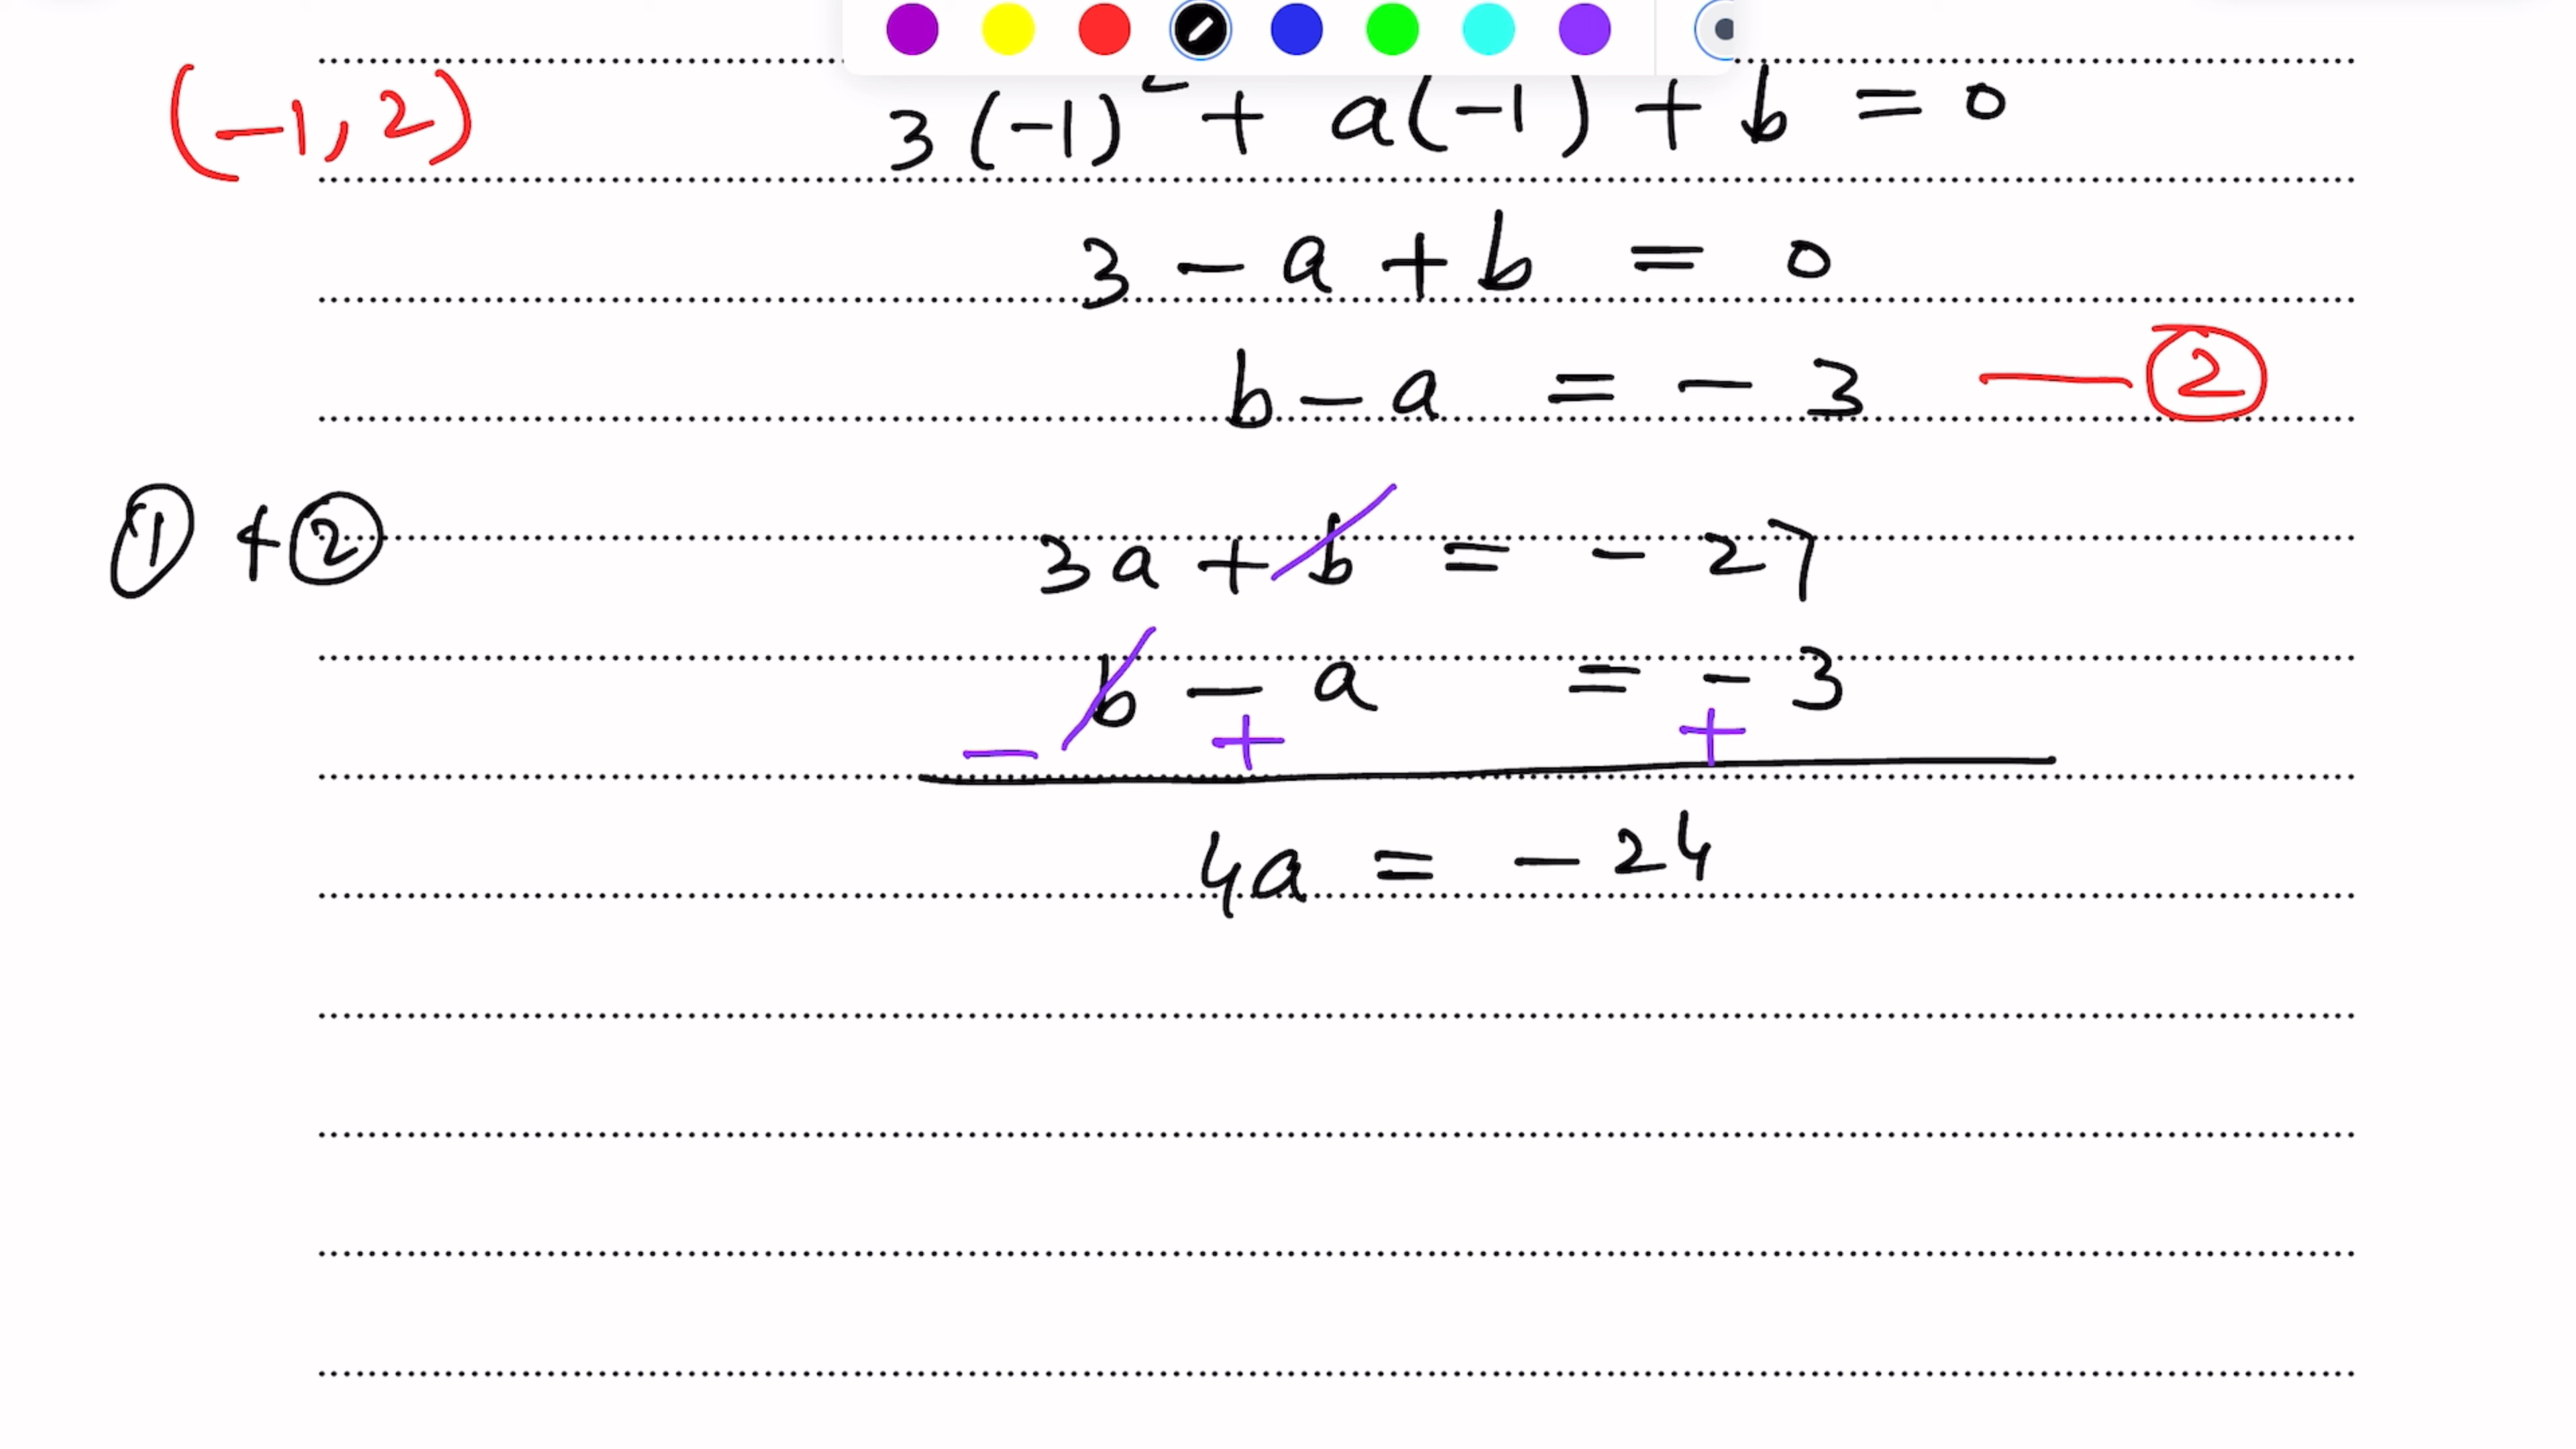 (-1, 2) 3(-1)² + a(-1) + b = 0
3 - a + b = 0
b - a = - 3 — ②
① + ② 3a + b = - 27
b - a = - 3
- + +
4a = - 24